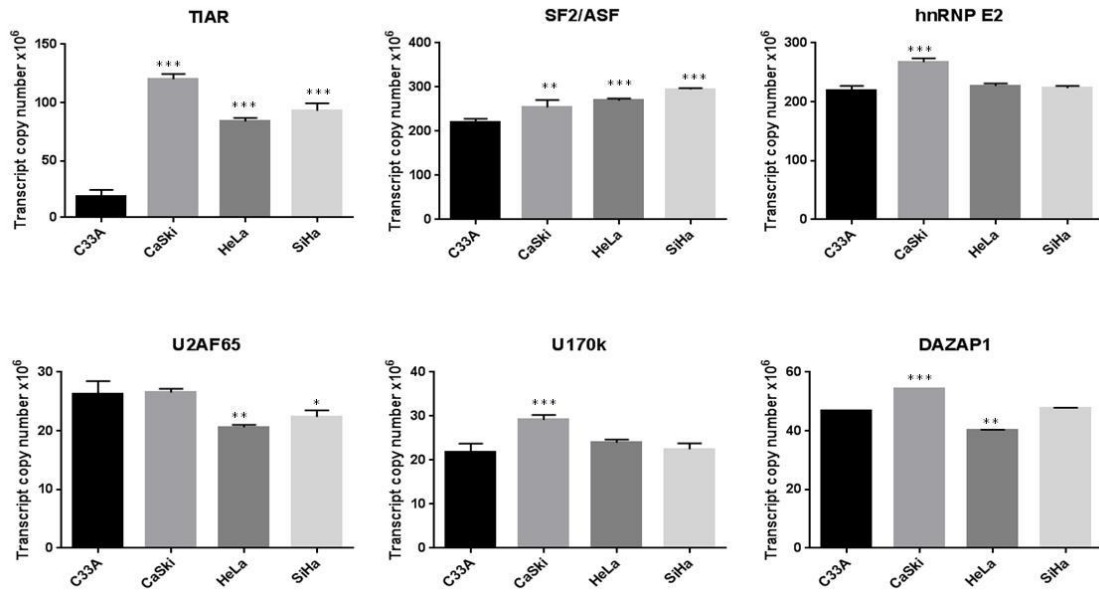 TIAR
Transcript copy number x10⁶
150
100
50
0
***
***
***
C33A
CaSki
HeLa
SiHa
SF2/ASF
Transcript copy number x10⁶
400
300
200
100
0
**
***
***
C33A
CaSki
HeLa
SiHa
hnRNP E2
Transcript copy number x10⁶
300
200
100
0
***
C33A
CaSki
HeLa
SiHa
U2AF65
Transcript copy number x10⁶
30
20
10
0
**
*
C33A
CaSki
HeLa
SiHa
U170k
Transcript copy number x10⁶
40
30
20
10
0
***
C33A
CaSki
HeLa
SiHa
DAZAP1
Transcript copy number x10⁶
60
40
20
0
***
**
C33A
CaSki
HeLa
SiHa